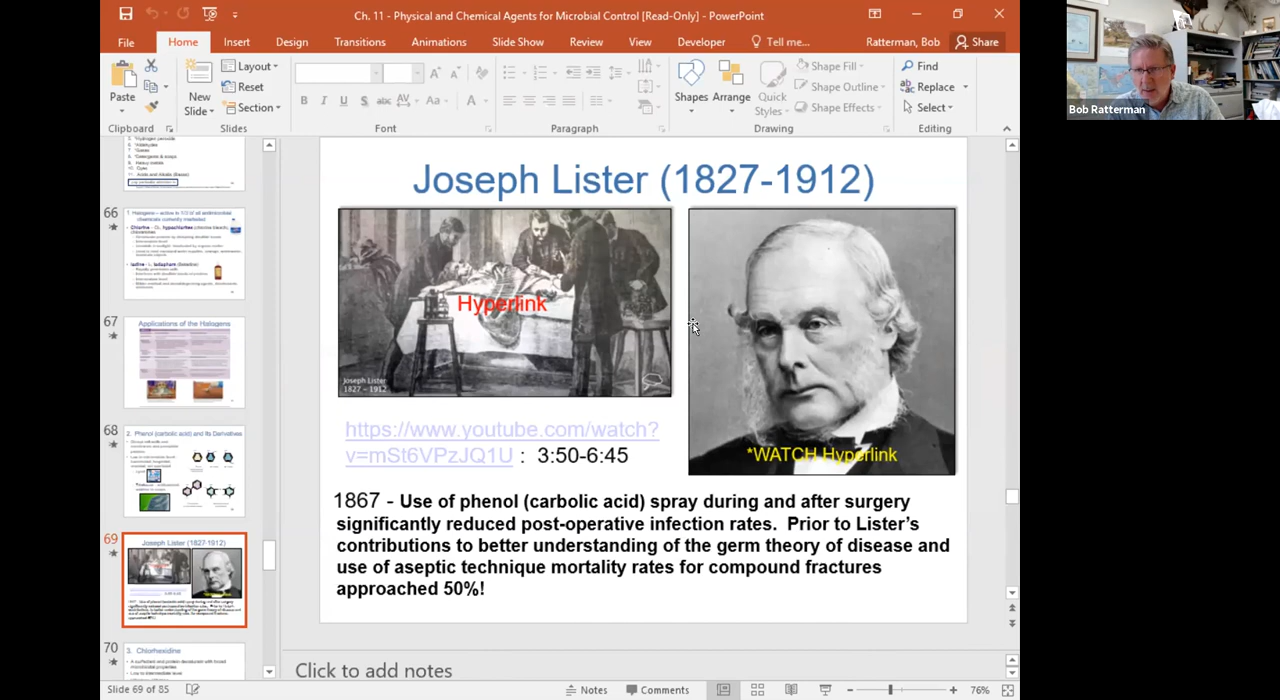 Ch. 11 - Physical and Chemical Agents for Microbial Control [Read-Only] - PowerPoint
File Home Insert Design Transitions Animations Slide Show Review View Developer Tell me... Ratterman, Bob Share
Paste
New Slide
Layout
Reset
Section
B I U S abc AV Aa A
Shapes
Arrange
Quick Styles
Shape Fill
Shape Outline
Shape Effects
Find
Replace
Select
Clipboard Slides Font Paragraph Drawing Editing
Bob Ratterman
66
67
Applications of the Halogens
68
2. Phenol (carbolic acid) and Its Derivatives
69
Joseph Lister (1827-1912)
70
3. Chlorhexidine
Joseph Lister (1827-1912)
Hyperlink
Joseph Lister
1827 - 1912
*WATCH Hyperlink
https://www.youtube.com/watch?
v=mSt6VPzJQ1U : 3:50-6:45
1867 - Use of phenol (carbolic acid) spray during and after surgery
significantly reduced post-operative infection rates. Prior to Lister's
contributions to better understanding of the germ theory of disease and
use of aseptic technique mortality rates for compound fractures
approached 50%!
Click to add notes
Slide 69 of 85 Notes Comments 76%